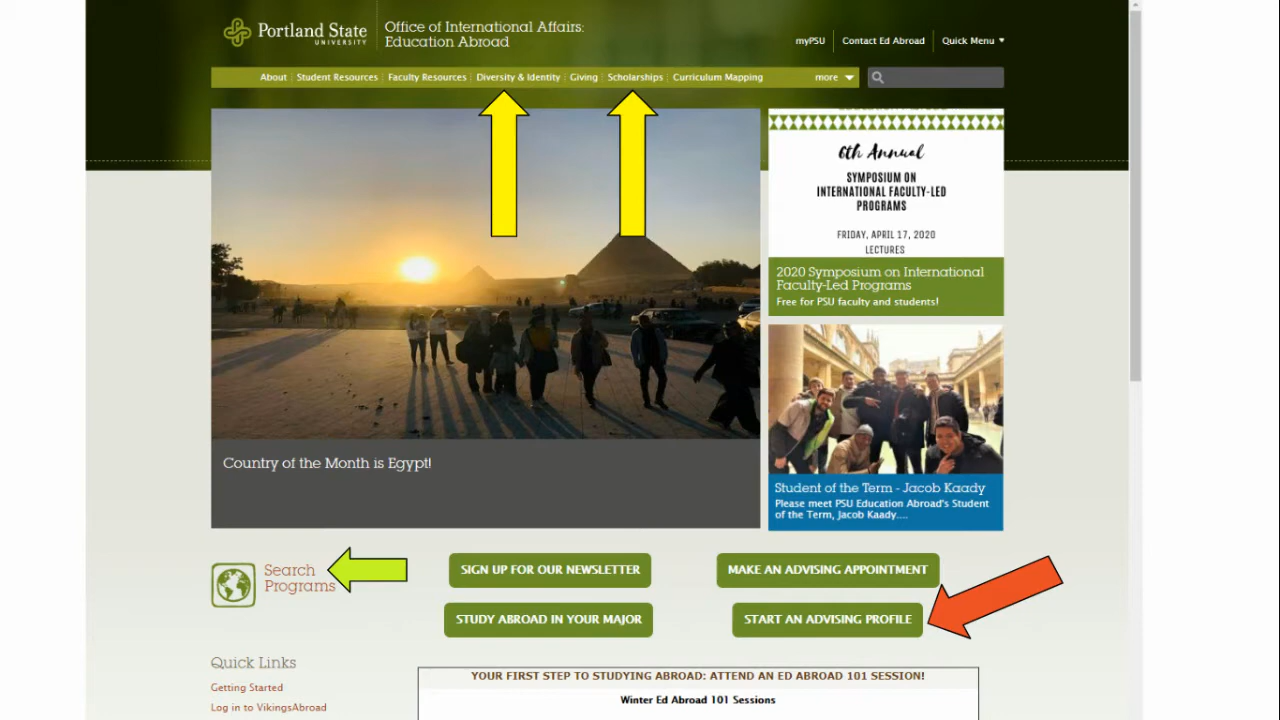 Portland State
UNIVERSITY
Office of International Affairs:
Education Abroad
myPSU
Contact Ed Abroad
Quick Menu
About
Student Resources
Faculty Resources
Diversity & Identity
Giving
Scholarships
Curriculum Mapping
more
6th Annual
SYMPOSIUM ON
INTERNATIONAL FACULTY-LED
PROGRAMS
FRIDAY, APRIL 17, 2020
LECTURES
2020 Symposium on International
Faculty-Led Programs
Free for PSU faculty and students!
Country of the Month is Egypt!
Student of the Term - Jacob Kaady
Please meet PSU Education Abroad's Student
of the Term, Jacob Kaady....
Search
Programs
SIGN UP FOR OUR NEWSLETTER
MAKE AN ADVISING APPOINTMENT
STUDY ABROAD IN YOUR MAJOR
START AN ADVISING PROFILE
Quick Links
Getting Started
Log in to VikingsAbroad
YOUR FIRST STEP TO STUDYING ABROAD: ATTEND AN ED ABROAD 101 SESSION!
Winter Ed Abroad 101 Sessions